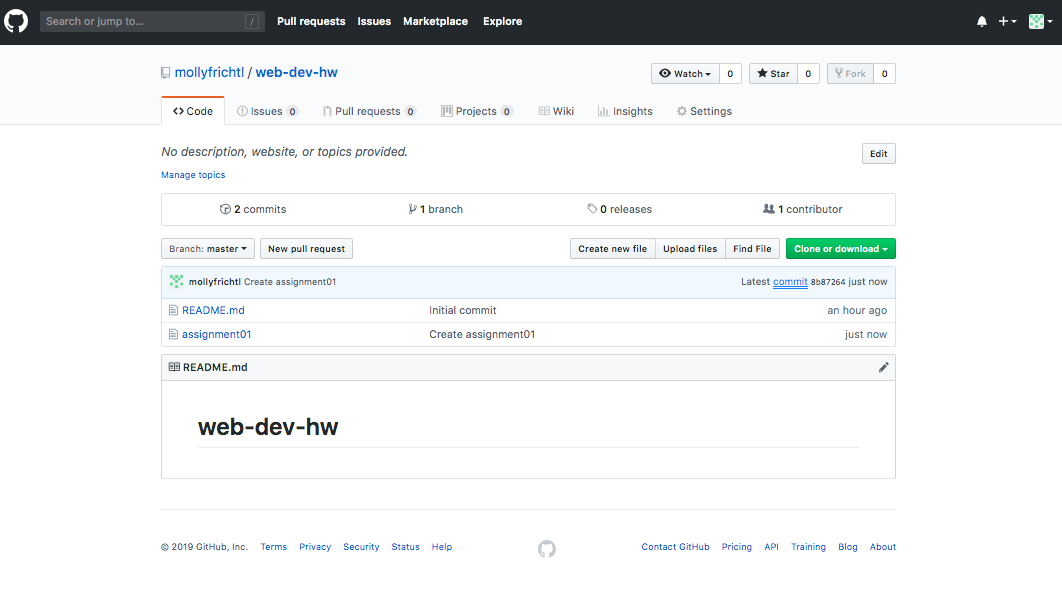 Search or jump to... / Pull requests Issues Marketplace Explore
mollyfrichtl / web-dev-hw Watch 0 Star 0 Fork 0
Code Issues 0 Pull requests 0 Projects 0 Wiki Insights Settings
No description, website, or topics provided. Edit
Manage topics
2 commits 1 branch 0 releases 1 contributor
Branch: master New pull request Create new file Upload files Find File Clone or download
mollyfrichtl Create assignment01 Latest commit 8b87264 just now
README.md Initial commit an hour ago
assignment01 Create assignment01 just now
README.md
web-dev-hw
© 2019 GitHub, Inc. Terms Privacy Security Status Help Contact GitHub Pricing API Training Blog About